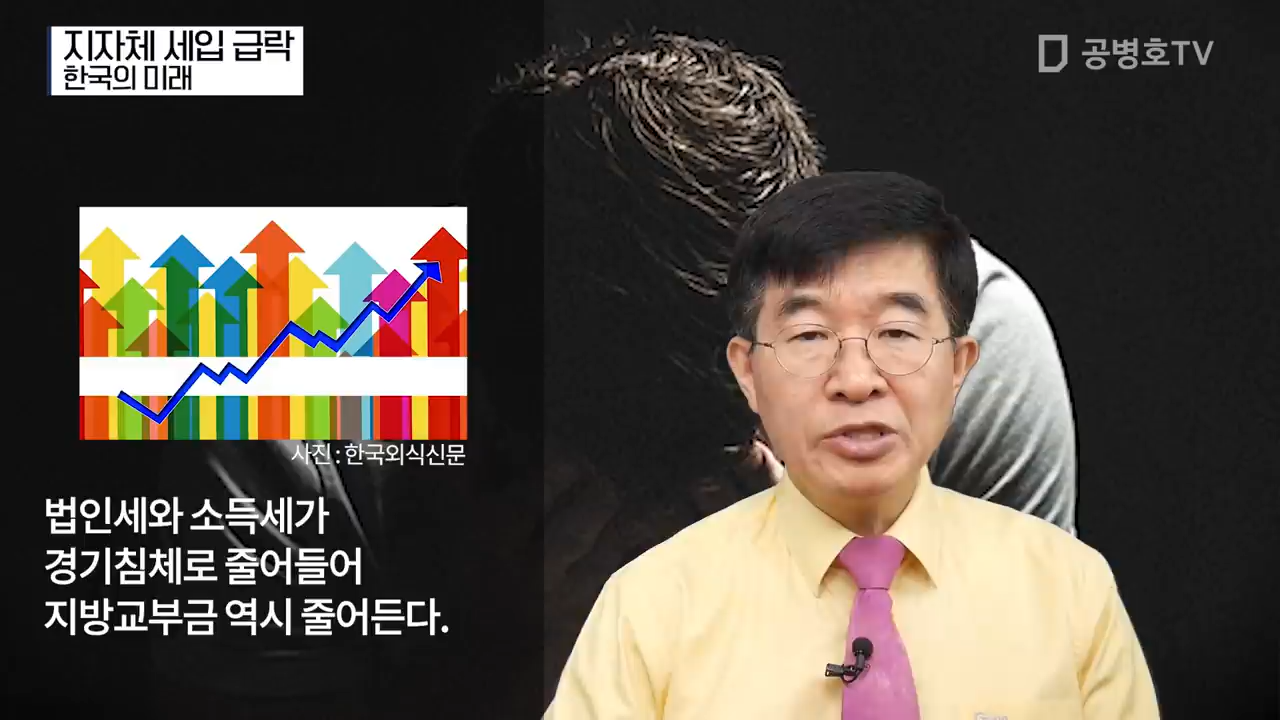 지자체 세입 급락
한국의 미래
공병호TV
사진 : 한국외식신문
법인세와 소득세가
경기침체로 줄어들어
지방교부금 역시 줄어든다.